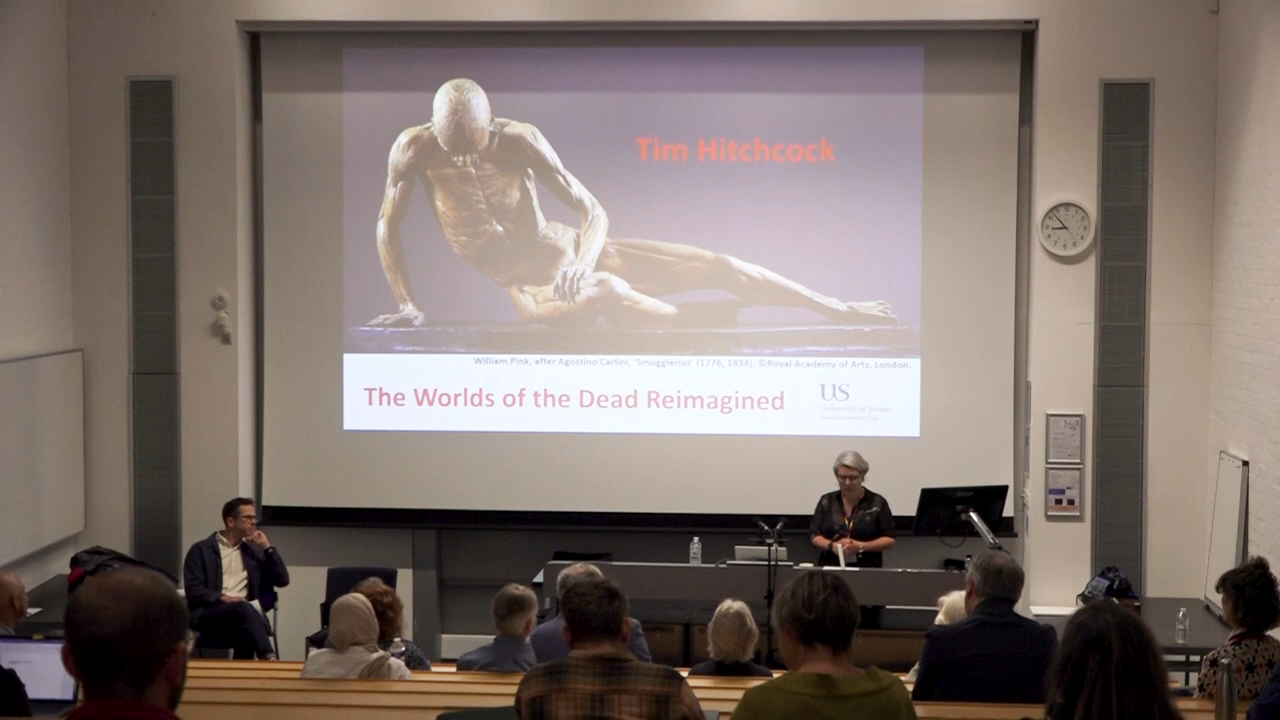 Tim Hitchcock
William Pink, after Agostino Carlini, 'Smugglerius' (1776, 1834). ©Royal Academy of Arts, London.
The Worlds of the Dead Reimagined
US
University of Sussex